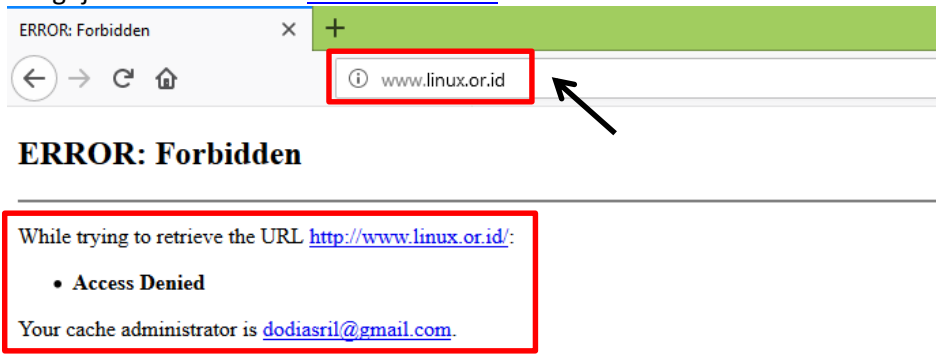 ERROR: Forbidden
www.linux.or.id
ERROR: Forbidden
While trying to retrieve the URL http://www.linux.or.id/:
• Access Denied
Your cache administrator is dodiasril@gmail.com.